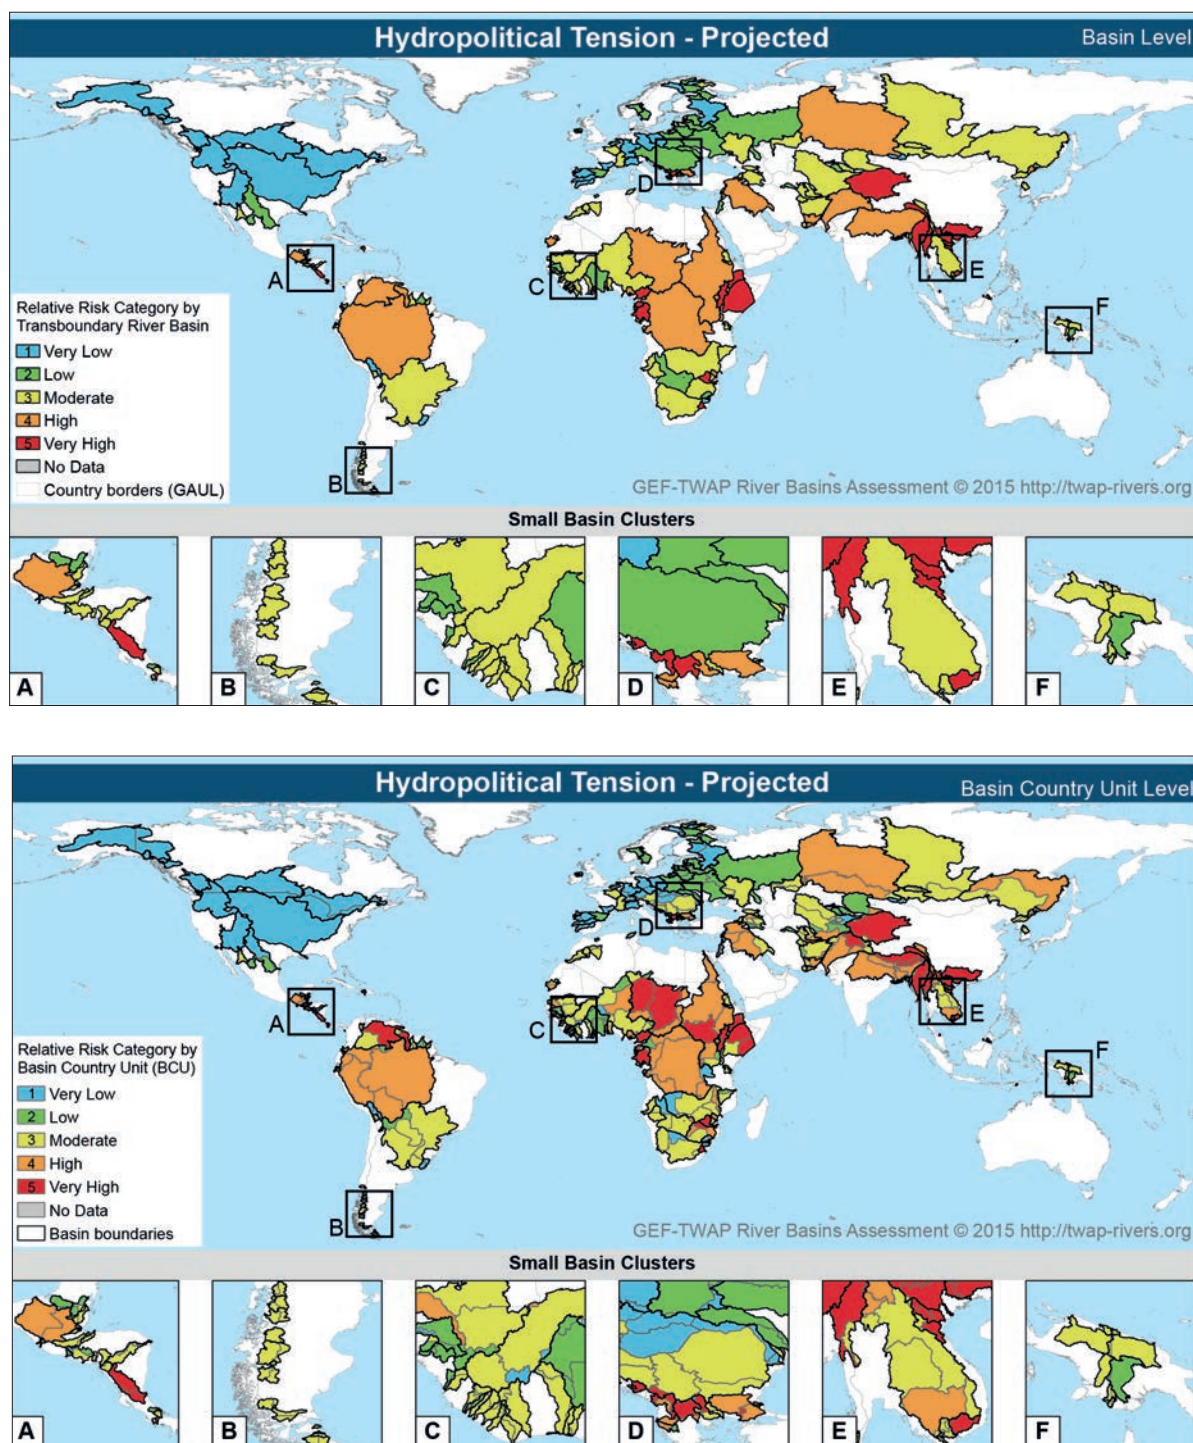 Hydropolitical Tension - Projected
Basin Level
A
B
C
D
E
F
Relative Risk Category by
Transboundary River Basin
1 Very Low
2 Low
3 Moderate
4 High
5 Very High
No Data
Country borders (GAUL)
GEF-TWAP River Basins Assessment © 2015 http://twap-rivers.org
Small Basin Clusters
A
B
C
D
E
F
Hydropolitical Tension - Projected
Basin Country Unit Level
A
B
C
D
E
F
Relative Risk Category by
Basin Country Unit (BCU)
1 Very Low
2 Low
3 Moderate
4 High
5 Very High
No Data
Basin boundaries
GEF-TWAP River Basins Assessment © 2015 http://twap-rivers.org
Small Basin Clusters
A
B
C
D
E
F